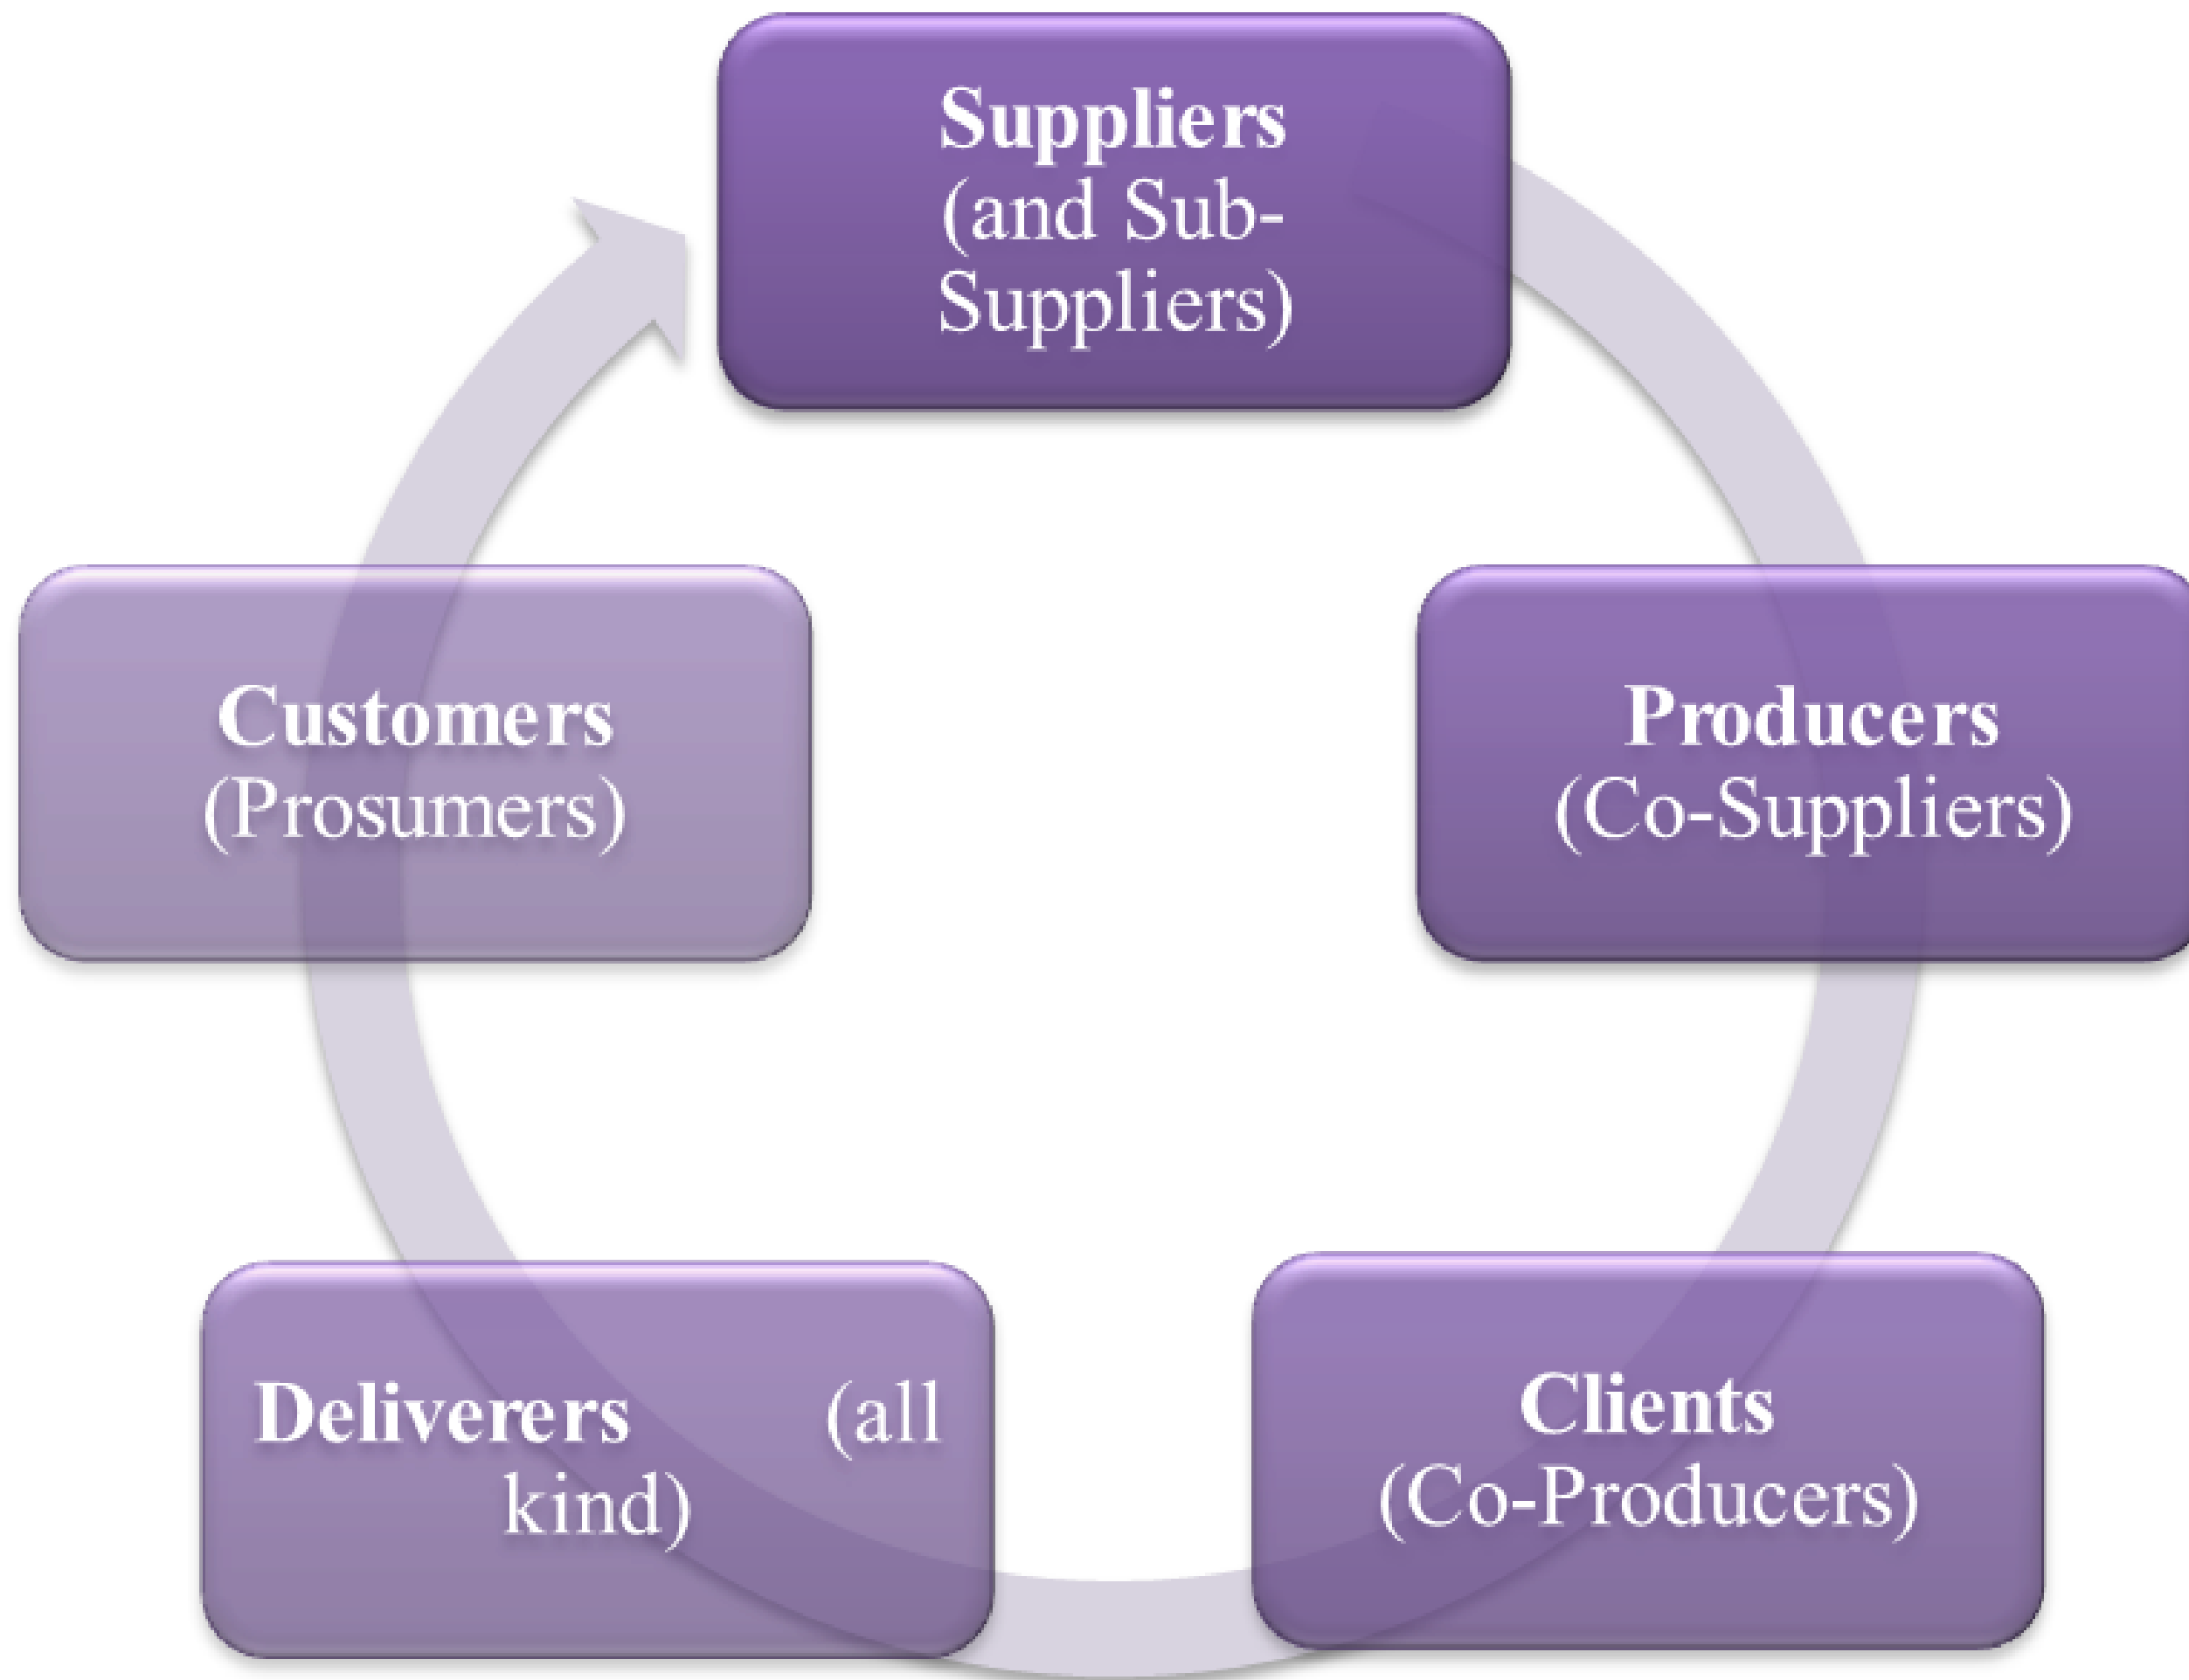 Suppliers
(and Sub-
Suppliers)
Producers
(Co-Suppliers)
Clients
(Co-Producers)
Deliverers (all
kind)
Customers
(Prosumers)